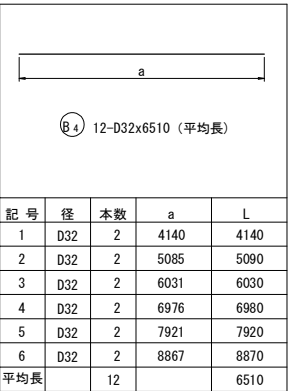 a
B4 12-D32x6510 (平均長)
記 号 径 本数 a L
1 D32 2 4140 4140
2 D32 2 5085 5090
3 D32 2 6031 6030
4 D32 2 6976 6980
5 D32 2 7921 7920
6 D32 2 8867 8870
平均長 12 6510